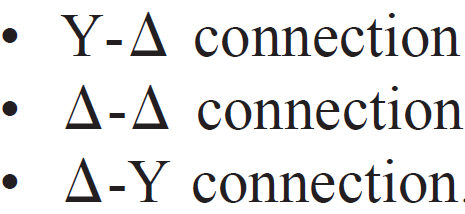 • Y-Δ connection
• Δ-Δ connection
• Δ-Y connection.